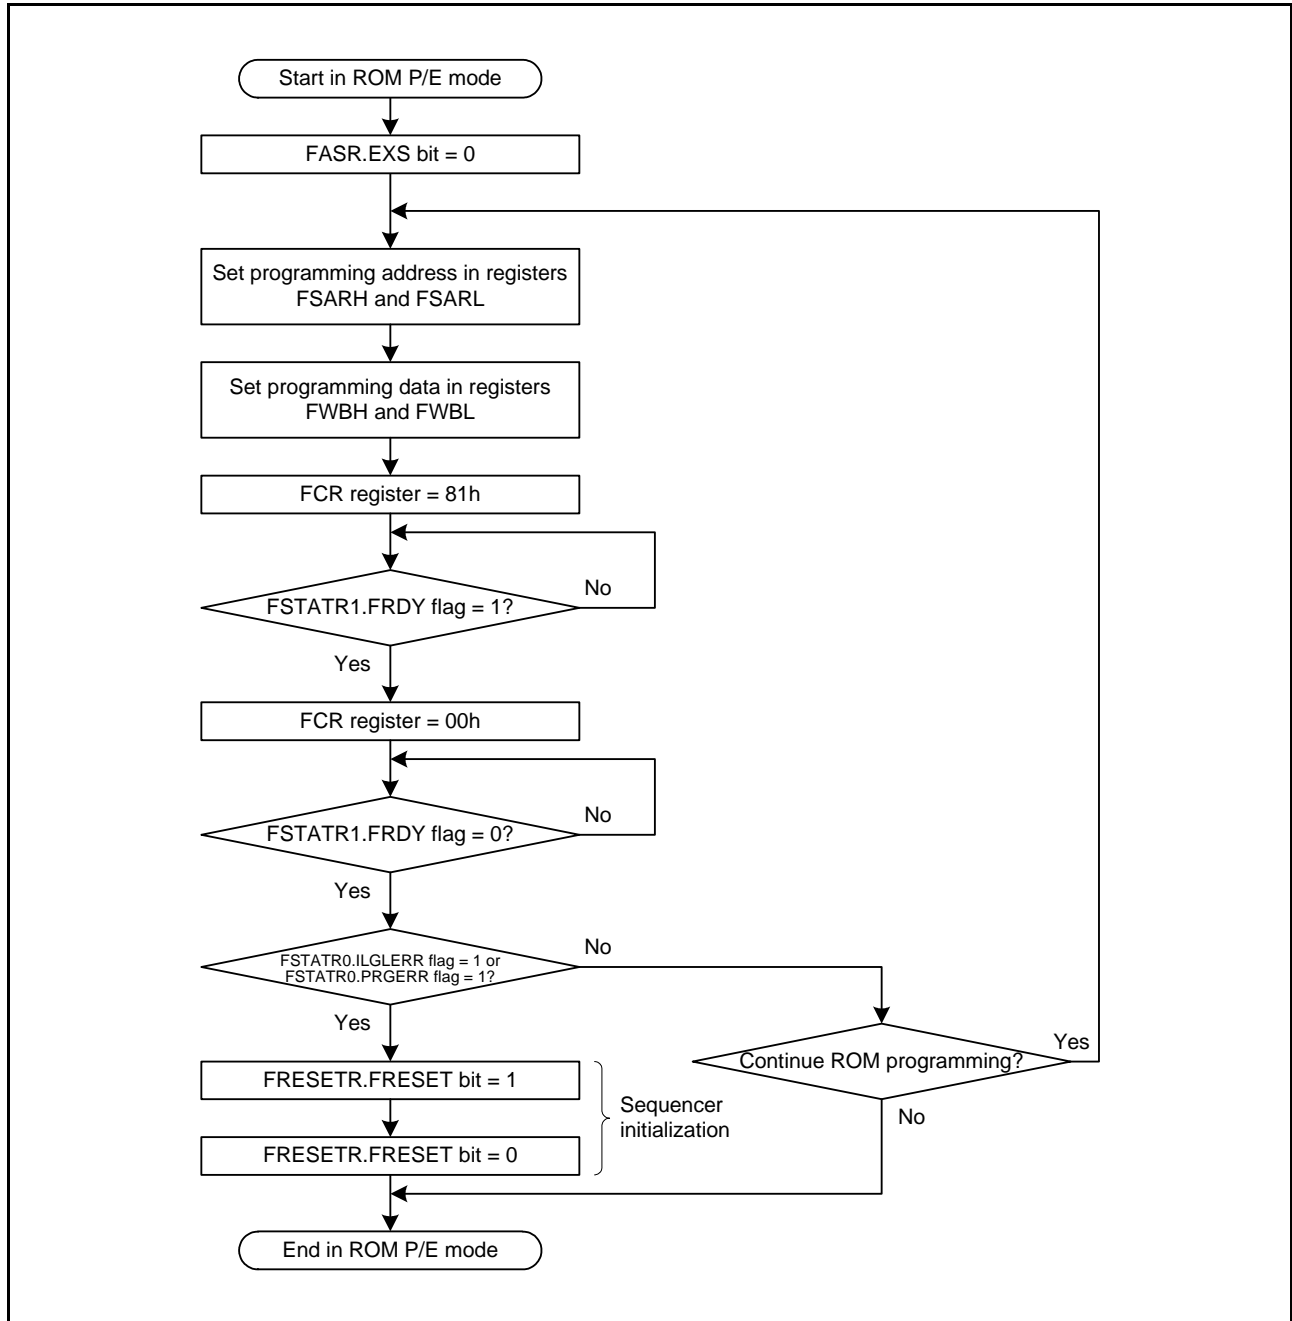 Start in ROM P/E mode
FASR.EXS bit = 0
Set programming address in registers
FSARH and FSARL
Set programming data in registers
FWBH and FWBL
FCR register = 81h
FSTATR1.FRDY flag = 1?
No
Yes
FCR register = 00h
FSTATR1.FRDY flag = 0?
No
Yes
FSTATR0.ILGLERR flag = 1 or
FSTATR0.PRGERR flag = 1?
No
Yes
Continue ROM programming?
Yes
No
FRESETR.FRESET bit = 1
FRESETR.FRESET bit = 0
Sequencer
initialization
End in ROM P/E mode